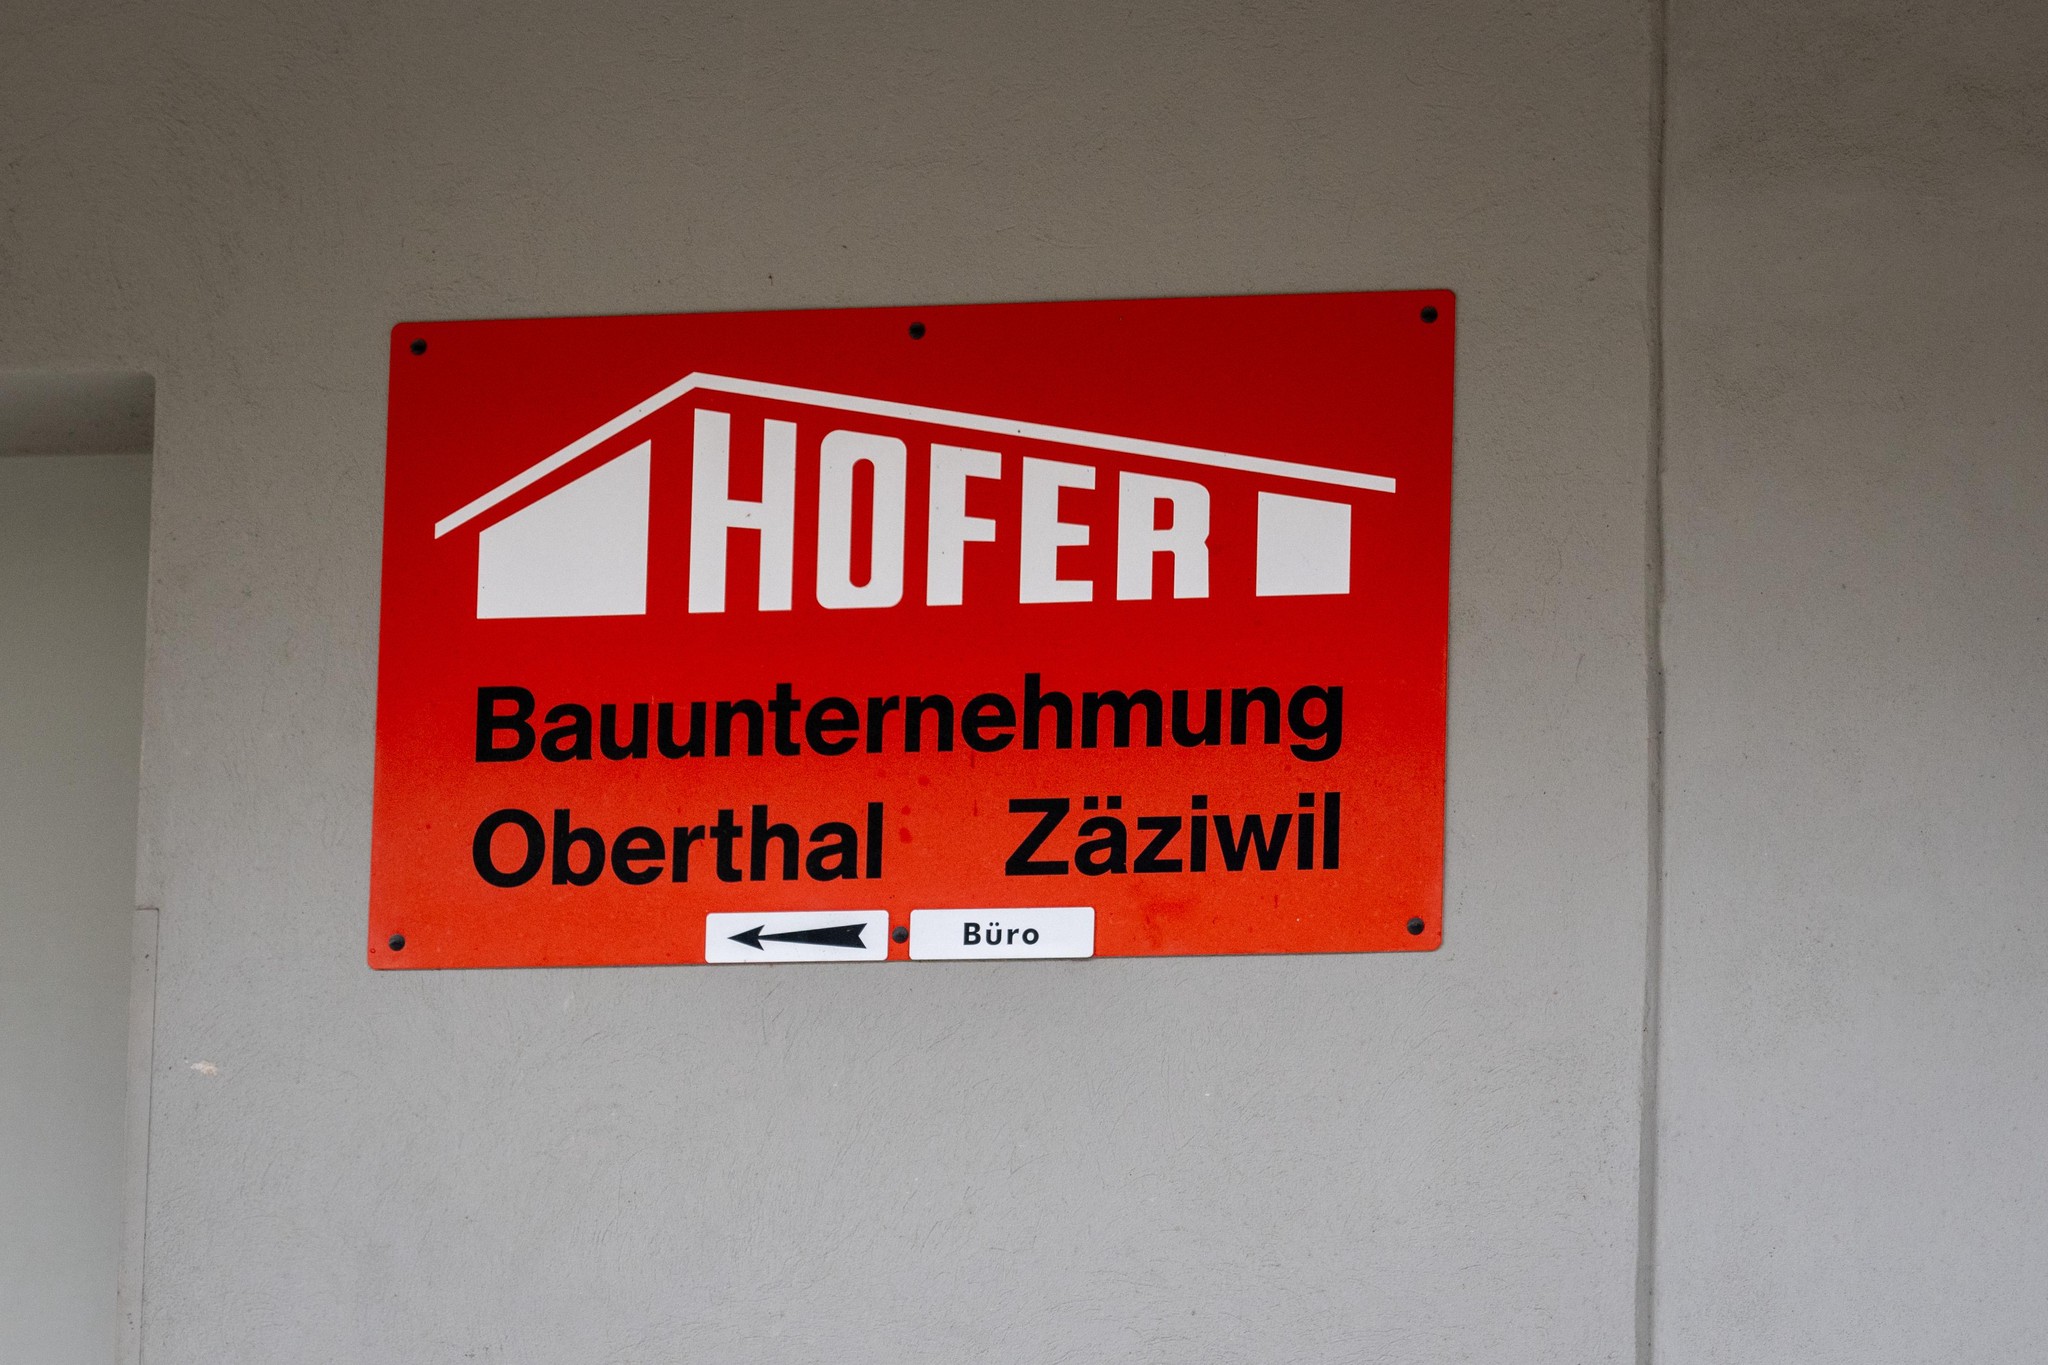 HOFER
Bauunternehmung
Oberthal Zäziwil
Büro